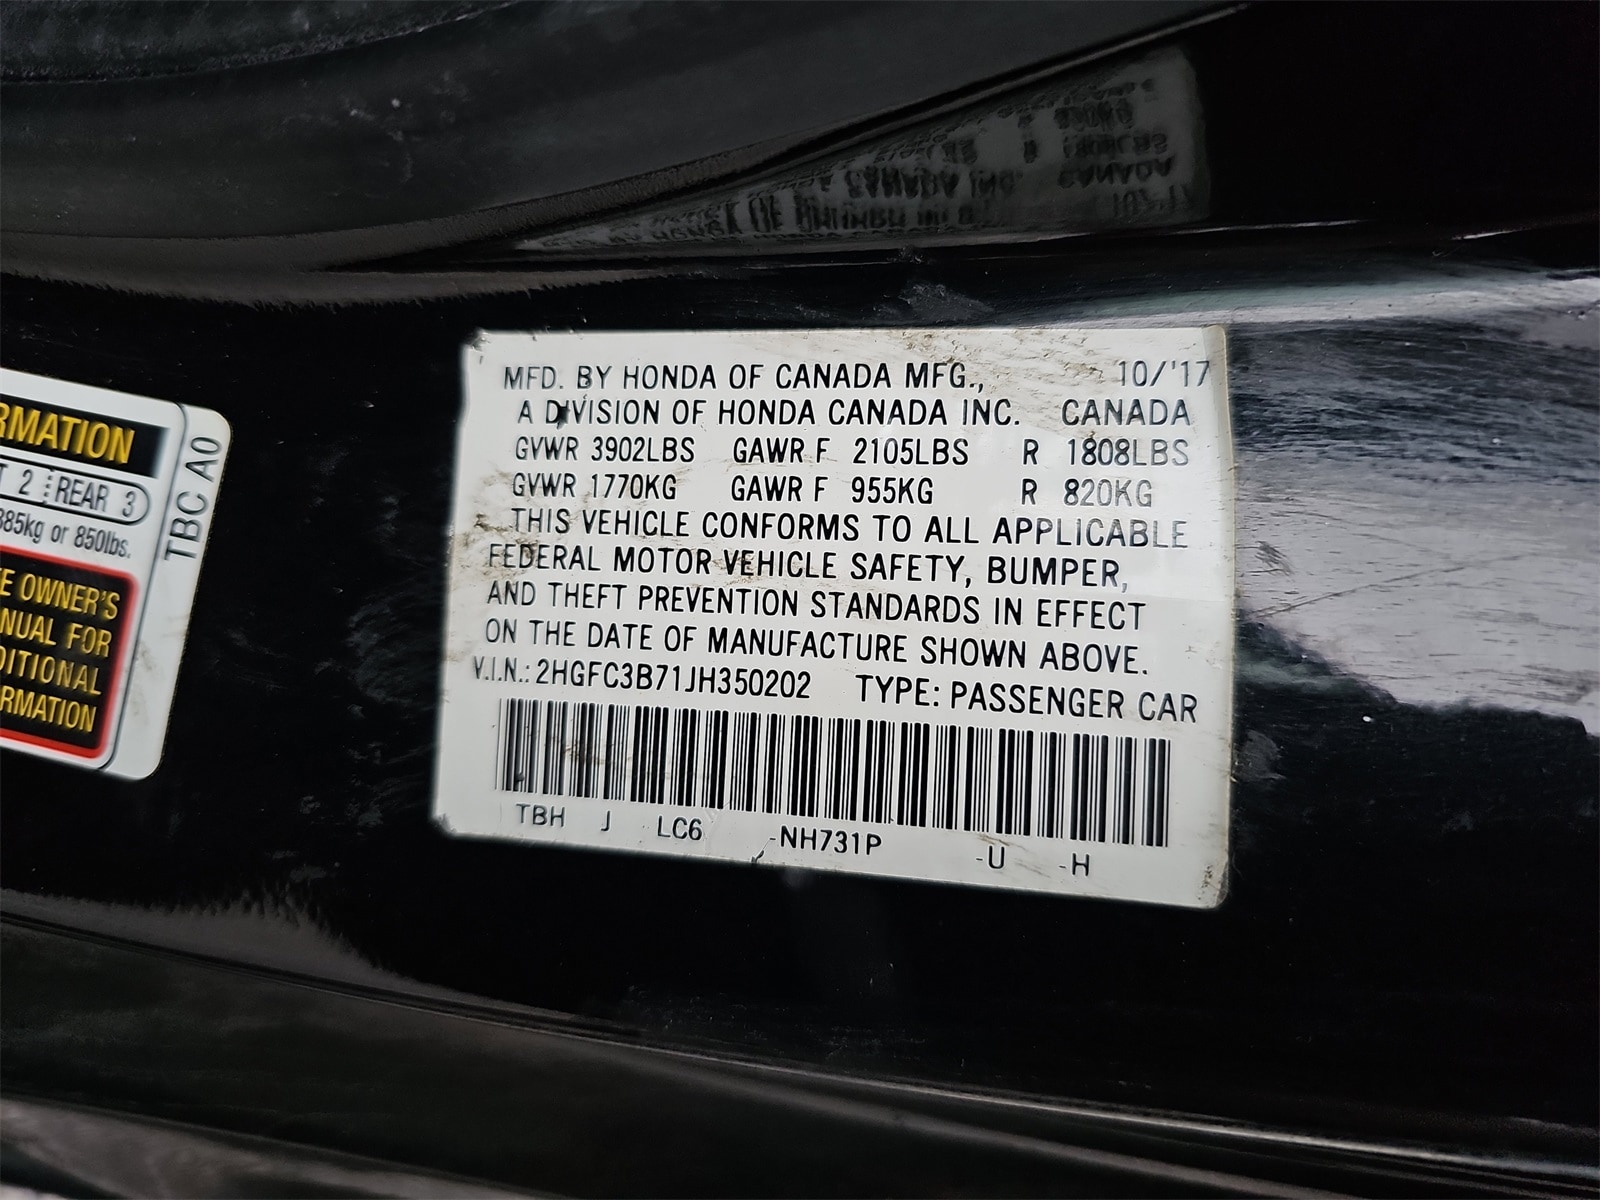 RMATION
T 2 REAR 3
385kg or 850lbs.
E OWNER'S
NUAL FOR
DITIONAL
RMATION
TBC A0
MFD. BY HONDA OF CANADA MFG., 10/'17
A DIVISION OF HONDA CANADA INC. CANADA
GVWR 3902LBS GAWR F 2105LBS R 1808LBS
GVWR 1770KG GAWR F 955KG R 820KG
THIS VEHICLE CONFORMS TO ALL APPLICABLE
FEDERAL MOTOR VEHICLE SAFETY, BUMPER,
AND THEFT PREVENTION STANDARDS IN EFFECT
ON THE DATE OF MANUFACTURE SHOWN ABOVE.
V.I.N.: 2HGFC3B71JH350202 TYPE: PASSENGER CAR
TBH J LC6 -NH731P -U -H